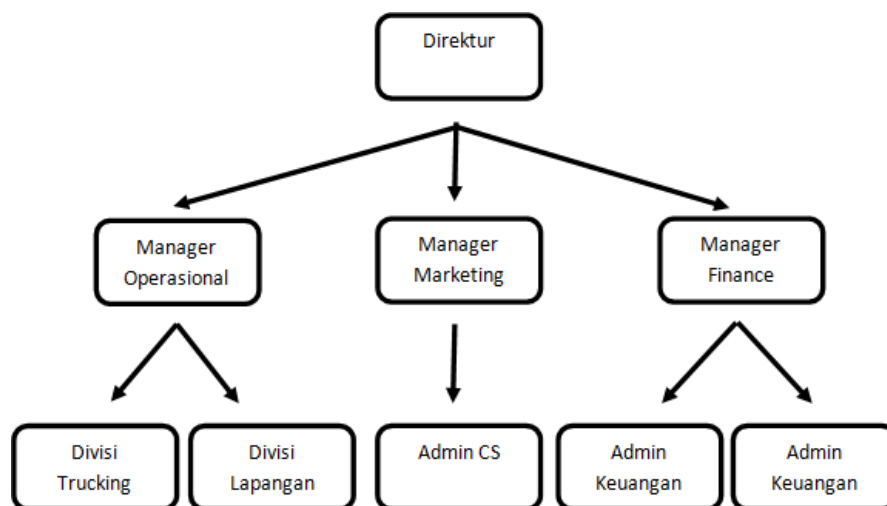 Direktur
Manager
Operasional
Manager
Marketing
Manager
Finance
Divisi
Trucking
Divisi
Lapangan
Admin CS
Admin
Keuangan
Admin
Keuangan